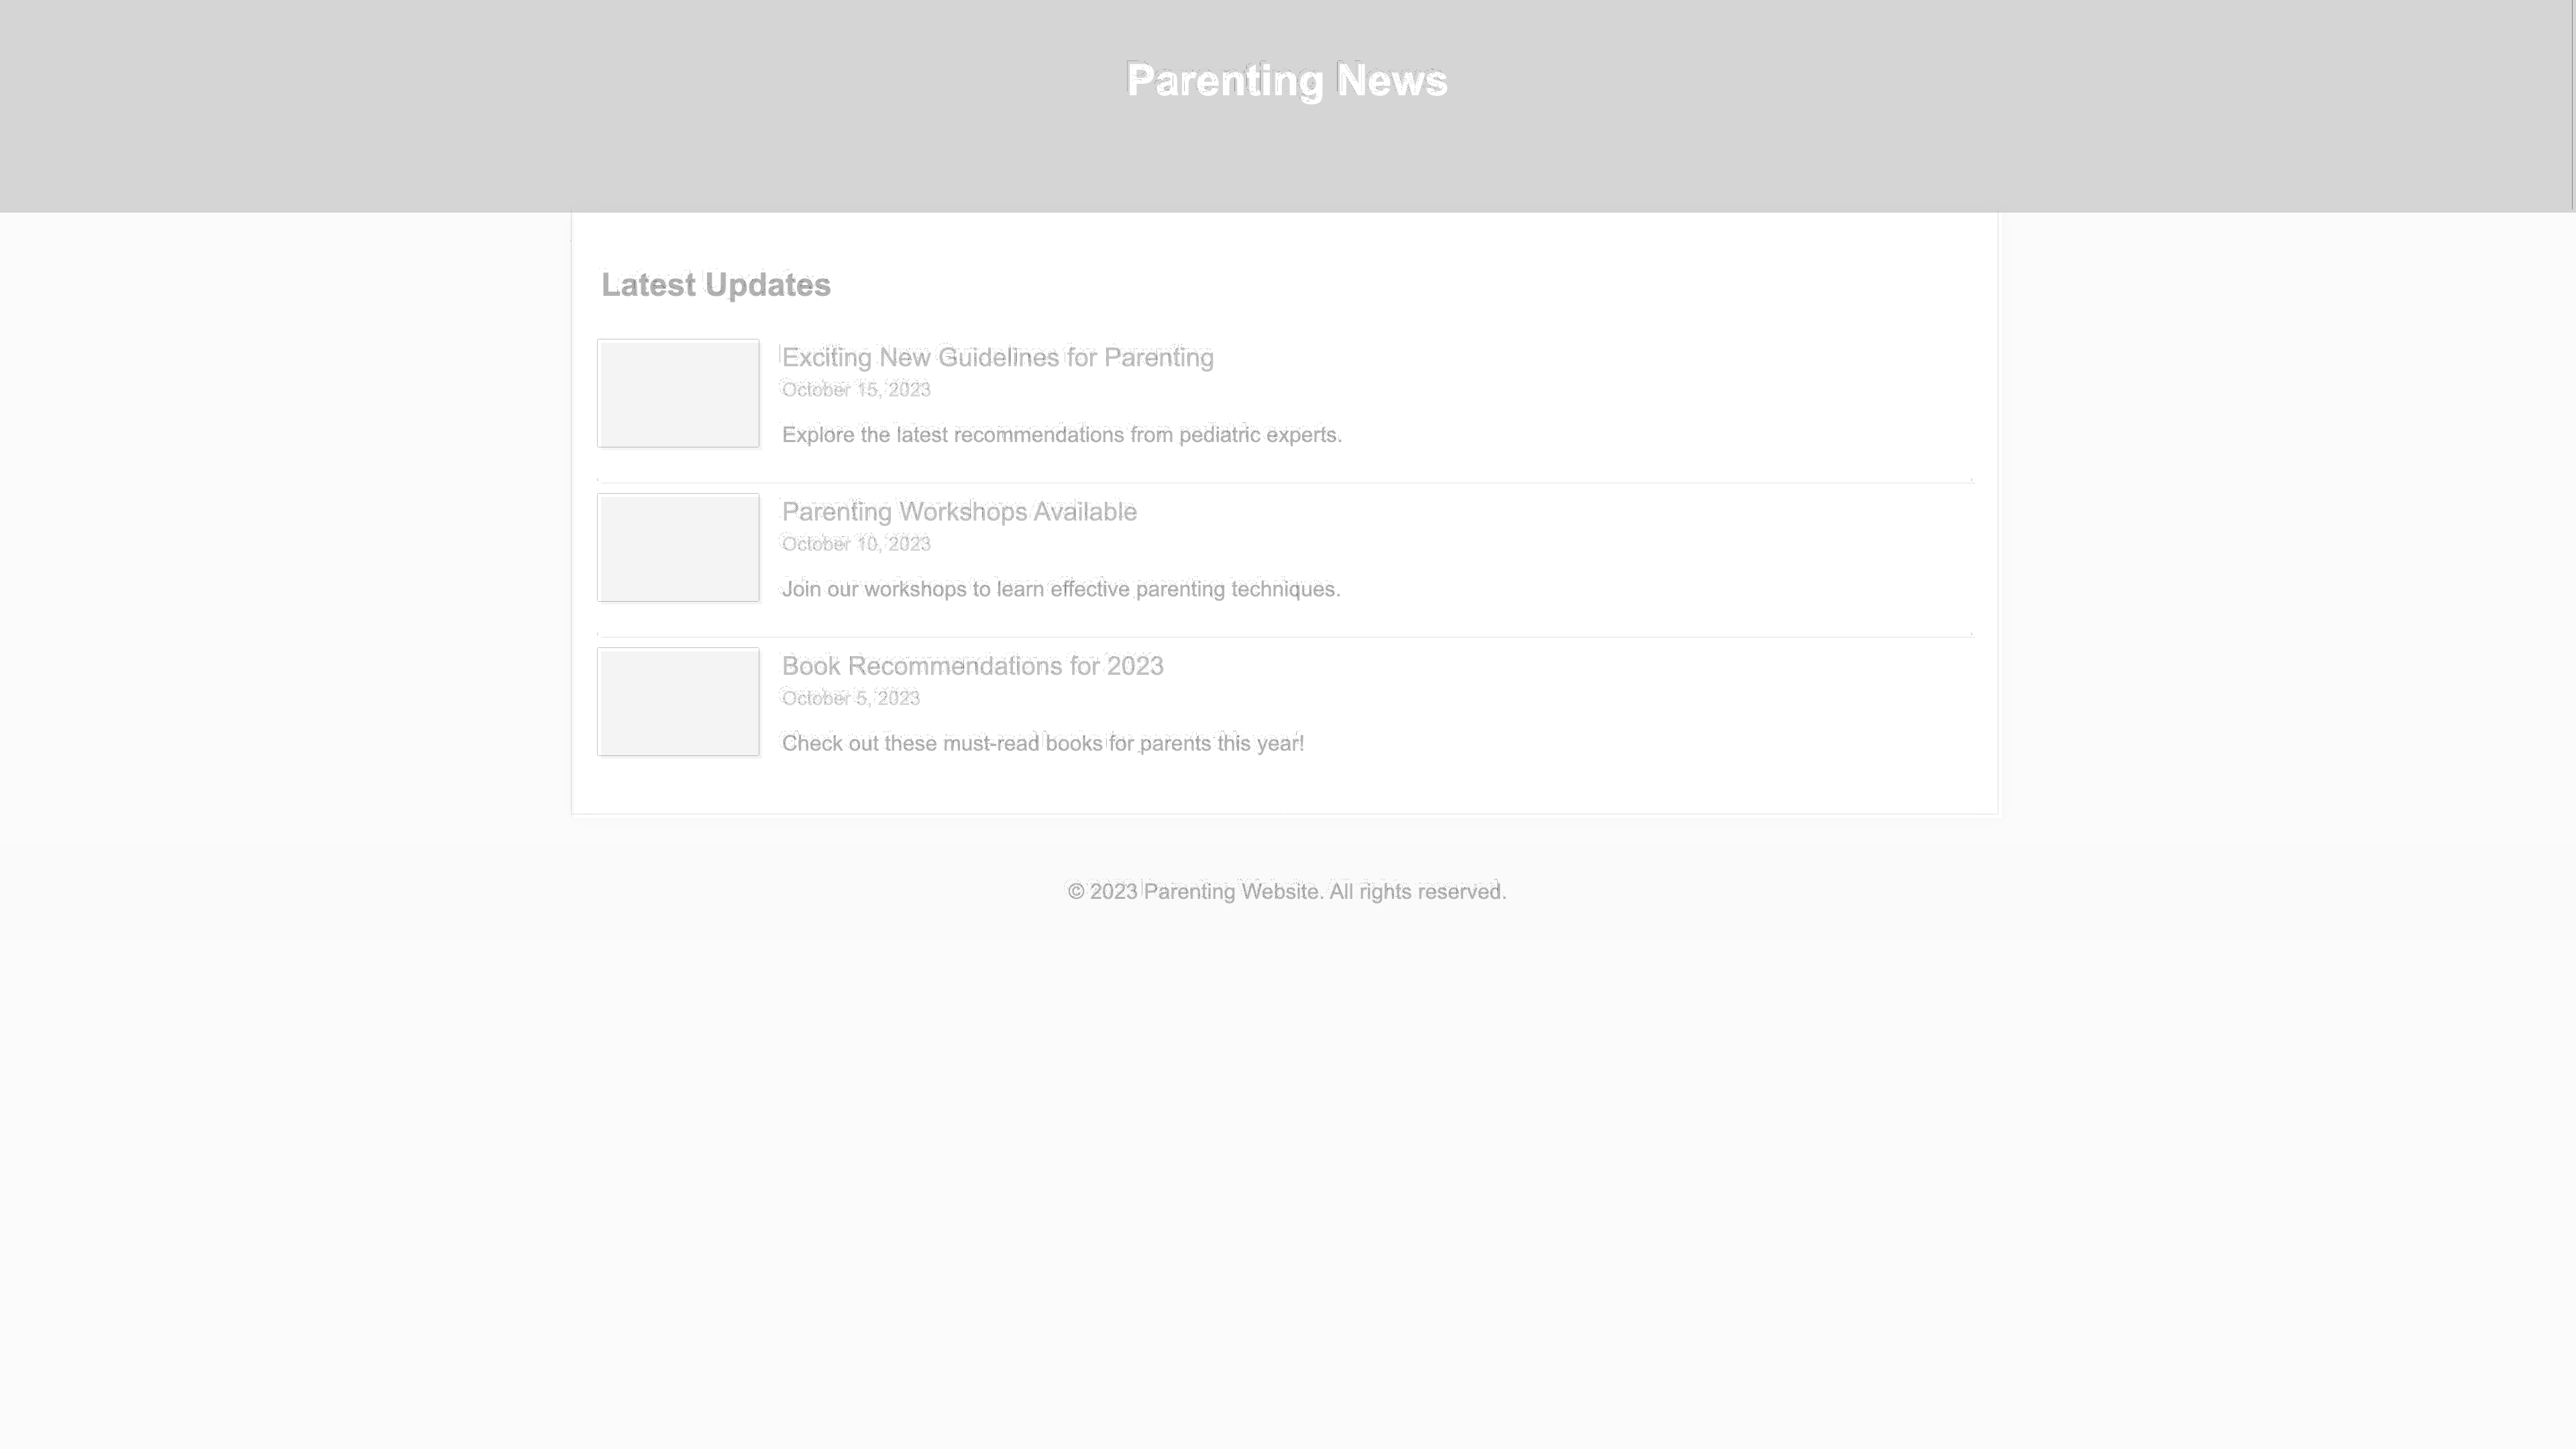 Parenting News
Latest Updates
Exciting New Guidelines for Parenting
October 15, 2023
Explore the latest recommendations from pediatric experts.
Parenting Workshops Available
October 10, 2023
Join our workshops to learn effective parenting techniques.
Book Recommendations for 2023
October 5, 2023
Check out these must-read books for parents this year!
© 2023 Parenting Website. All rights reserved.